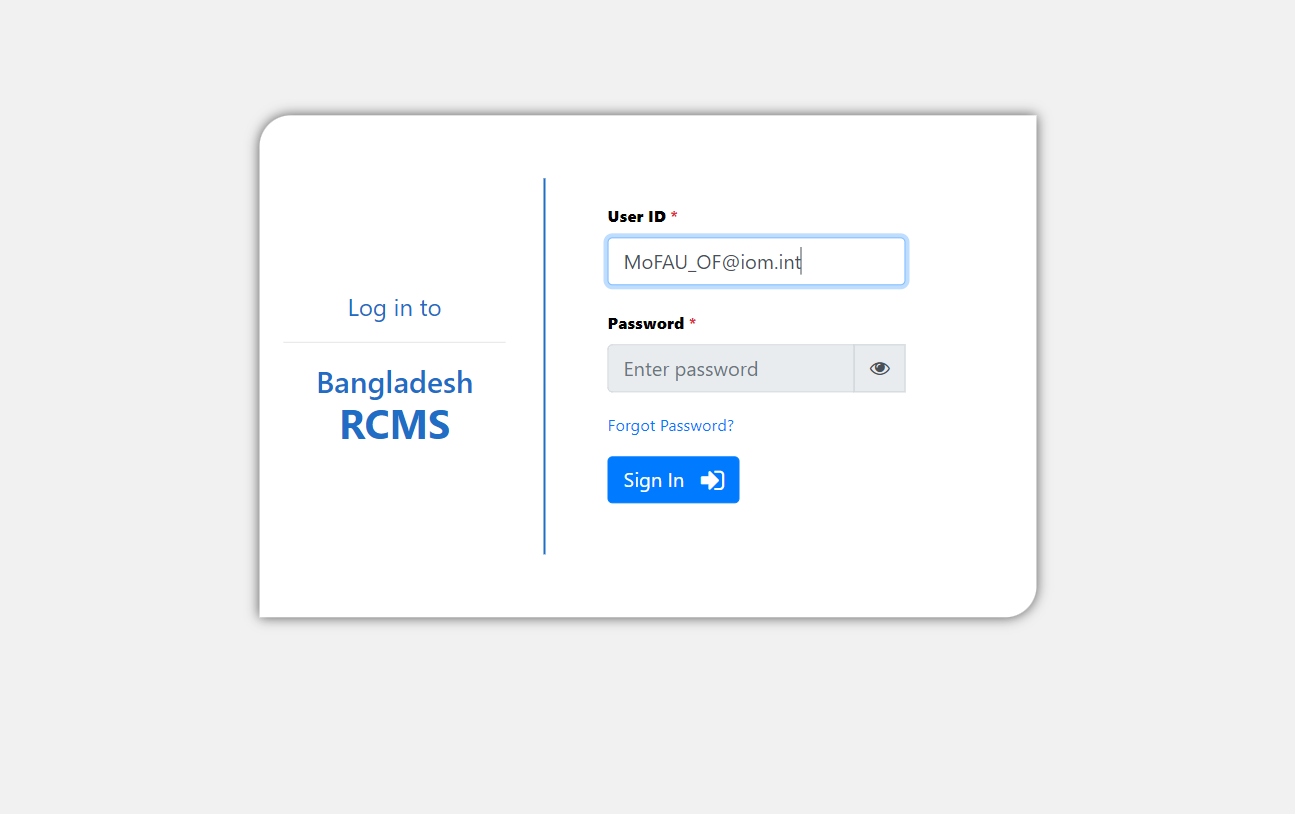 Log in to
Bangladesh
RCMS
User ID *
MoFAU_OF@iom.int
Password *
Enter password
Forgot Password?
Sign In